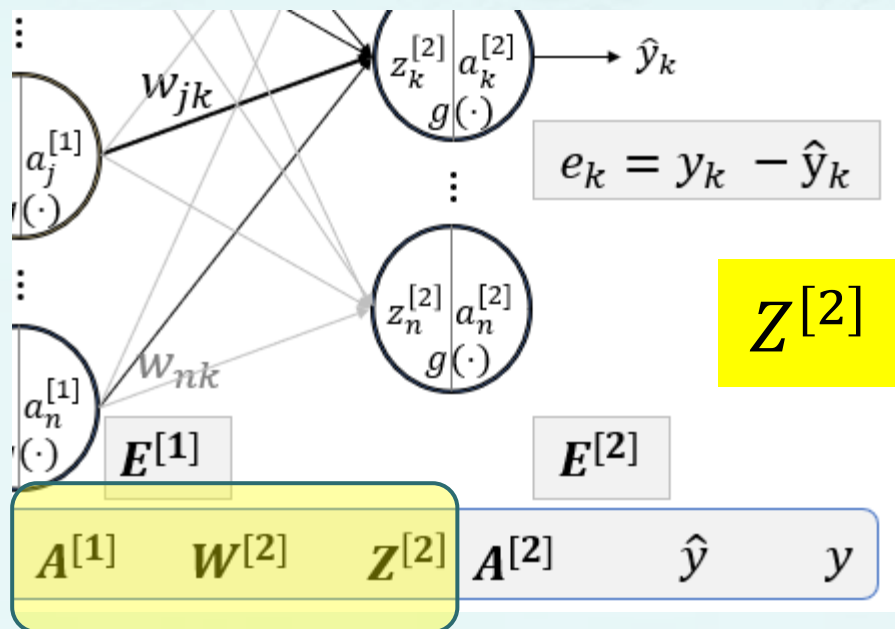 ⋮
z_k^{[2]} a_k^{[2]} ŷ_k
w_{jk}
g(·)
a_j^{[1]}
e_k = y_k − ŷ_k
(·)
⋮
⋮
z_n^{[2]} a_n^{[2]}
Z^{[2]}
g(·)
w_{nk}
a_n^{[1]}
(·)
E^{[1]} E^{[2]}
A^{[1]} W^{[2]} Z^{[2]} A^{[2]} ŷ y